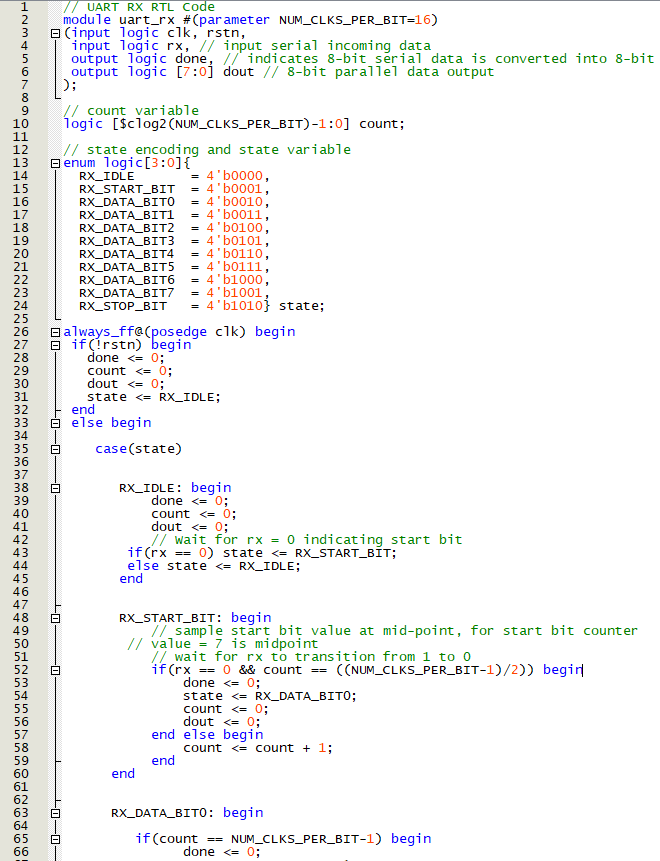 1 // UART RX RTL Code
2 module uart_rx #(parameter NUM_CLKS_PER_BIT=16)
3 (input logic clk, rstn,
4 input logic rx, // input serial incoming data
5 output logic done, // indicates 8-bit serial data is converted into 8-bit
6 output logic [7:0] dout // 8-bit parallel data output
7 );
8
9 // count variable
10 logic [$clog2(NUM_CLKS_PER_BIT)-1:0] count;
11
12 // state encoding and state variable
13 enum logic[3:0]{
14 RX_IDLE = 4'b0000,
15 RX_START_BIT = 4'b0001,
16 RX_DATA_BIT0 = 4'b0010,
17 RX_DATA_BIT1 = 4'b0011,
18 RX_DATA_BIT2 = 4'b0100,
19 RX_DATA_BIT3 = 4'b0101,
20 RX_DATA_BIT4 = 4'b0110,
21 RX_DATA_BIT5 = 4'b0111,
22 RX_DATA_BIT6 = 4'b1000,
23 RX_DATA_BIT7 = 4'b1001,
24 RX_STOP_BIT = 4'b1010} state;
25
26 always_ff@(posedge clk) begin
27 if(!rstn) begin
28 done <= 0;
29 count <= 0;
30 dout <= 0;
31 state <= RX_IDLE;
32 end
33 else begin
34
35 case(state)
36
37
38 RX_IDLE: begin
39 done <= 0;
40 count <= 0;
41 dout <= 0;
42 // Wait for rx = 0 indicating start bit
43 if(rx == 0) state <= RX_START_BIT;
44 else state <= RX_IDLE;
45 end
46
47
48 RX_START_BIT: begin
49 // sample start bit value at mid-point, for start bit counter
50 // value = 7 is midpoint
51 // wait for rx to transition from 1 to 0
52 if(rx == 0 && count == ((NUM_CLKS_PER_BIT-1)/2)) begin
53 done <= 0;
54 state <= RX_DATA_BIT0;
55 count <= 0;
56 dout <= 0;
57 end else begin
58 count <= count + 1;
59 end
60 end
61
62
63 RX_DATA_BIT0: begin
64
65 if(count == NUM_CLKS_PER_BIT-1) begin
66 done <= 0;